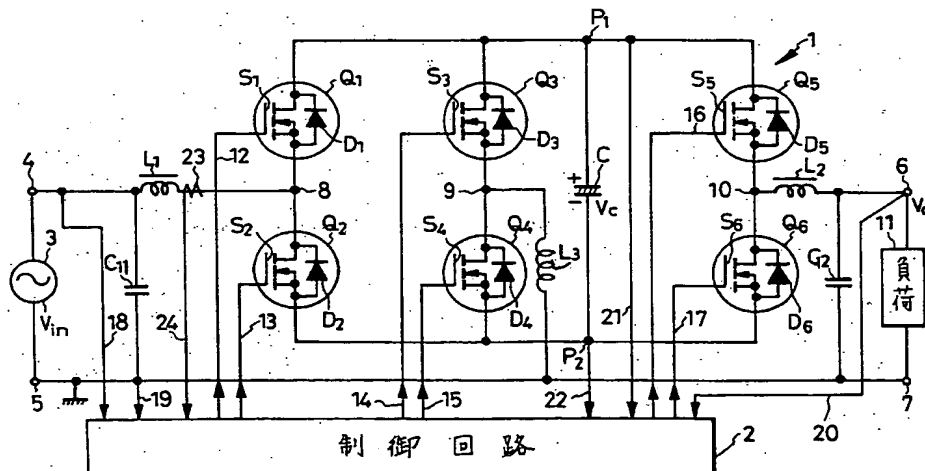 P₁
1
S₁ Q₁ S₃ Q₃ S₅ Q₅
D₁ D₃ 16 D₅
4 L₁ 23 12 C L₂ 6
8 9 + − Vc 10 V₀
S₂ Q₂ S₄ Q₄ L₃ S₆ Q₆ 11
3 C₁₁ D₂ D₄ 21 D₆ G₂ 負荷
Vin 18 24 13 P₂ 17
5 19 14 15 22 20 7
制御回路 2